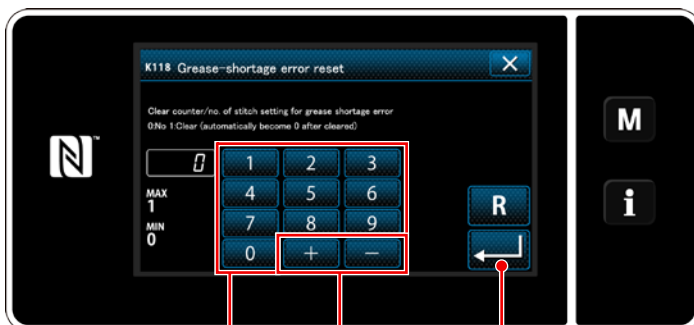 K118 Grease-shortage error reset
Clear counter/no. of stitch setting for grease shortage error
0:No 1:Clear (automatically become 0 after cleared)
0 1 2 3
MAX 4 5 6
1
MIN 7 8 9
0 0 + −
R
M
i
N